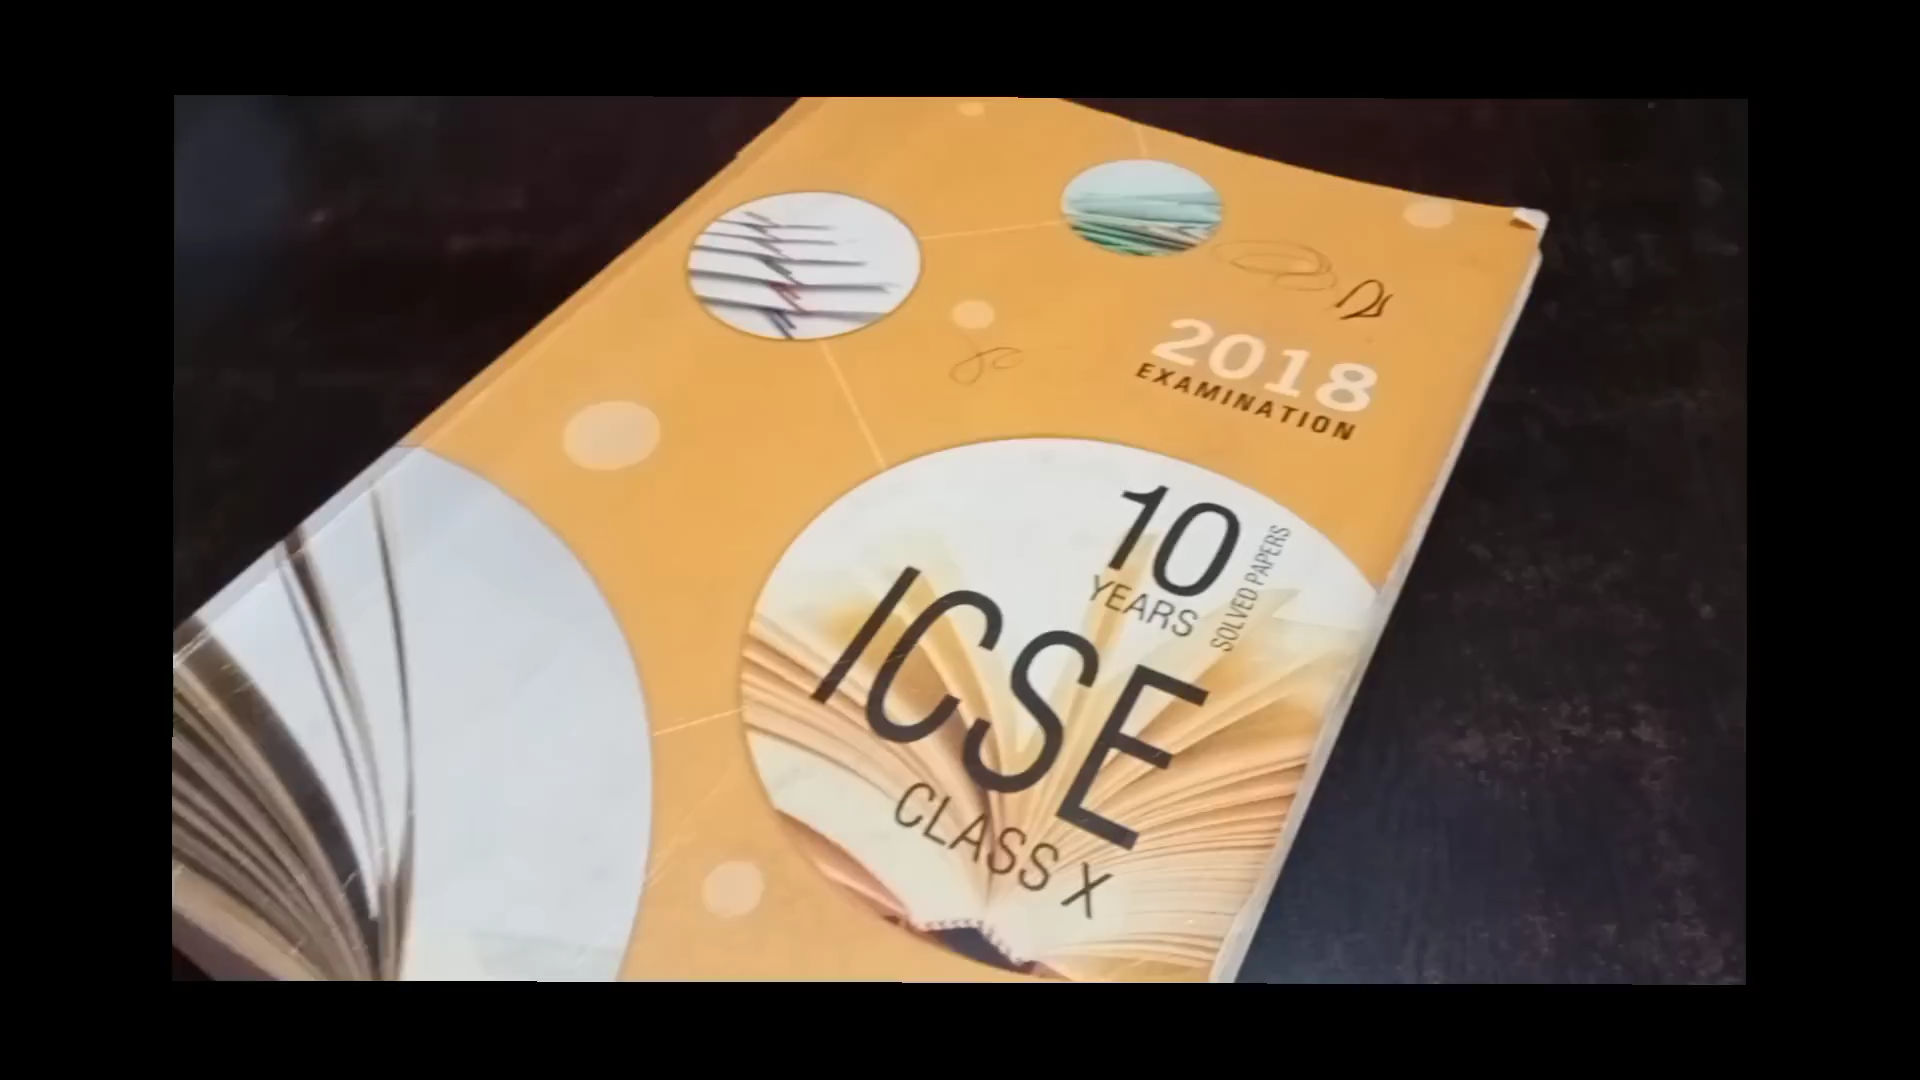 2018
EXAMINATION
10
YEARS
SOLVED PAPERS
ICSE
CLASS X